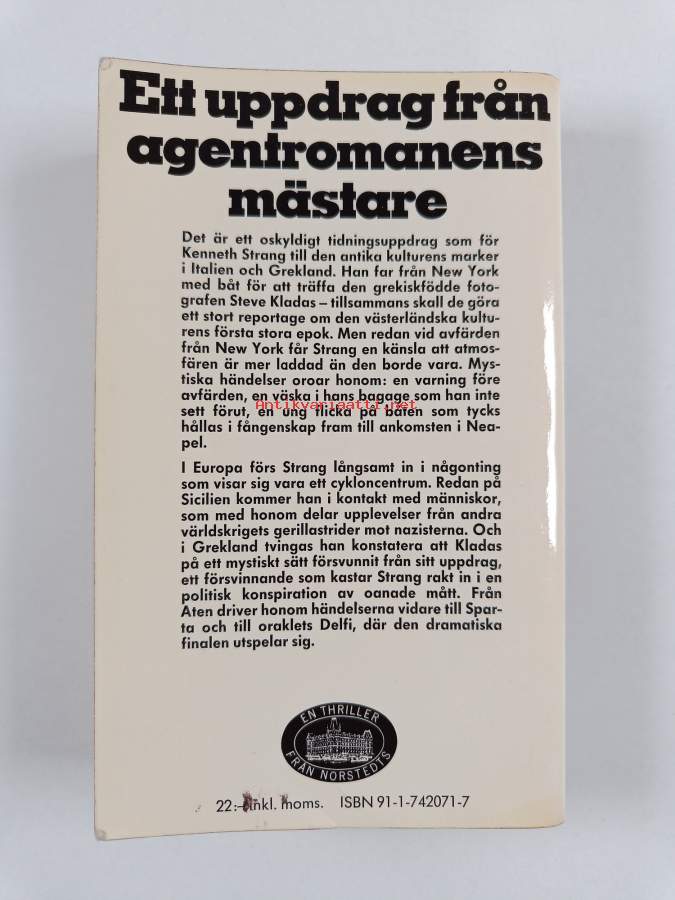 Ett uppdrag från
agentromanens
mästare
Det är ett oskyldigt tidningsuppdrag som för
Kenneth Strang till den antika kulturens marker
i Italien och Grekland. Han far från New York
med båt för att träffa den grekiskfödde foto-
grafen Steve Kladas – tillsammans skall de göra
ett stort reportage om den västerländska kultu-
rens första stora epok. Men redan vid avfärden
från New York får Strang en känsla att atmos-
fären är mer laddad än den borde vara. Mys-
tiska händelser oroar honom: en varning före
avfärden, en väska i hans bagage som han inte
Antikvariaatti.net
sett förut, en ung flicka på båten som tycks
hållas i fångenskap fram till ankomsten i Nea-
pel.
I Europa förs Strang långsamt in i någonting
som visar sig vara ett cykloncentrum. Redan på
Sicilien kommer han i kontakt med människor,
som med honom delar upplevelser från andra
världskrigets gerillastrider mot nazisterna. Och
i Grekland tvingas han konstatera att Kladas
på ett mystiskt sätt försvunnit från sitt uppdrag,
ett försvinnande som kastar Strang rakt in i en
politisk konspiration av oanade mått. Från
Aten driver honom händelserna vidare till Spar-
ta och till oraklets Delfi, där den dramatiska
finalen utspelar sig.
EN THRILLER
FRÅN NORSTEDTS
22:– inkl. moms. ISBN 91-1-742071-7